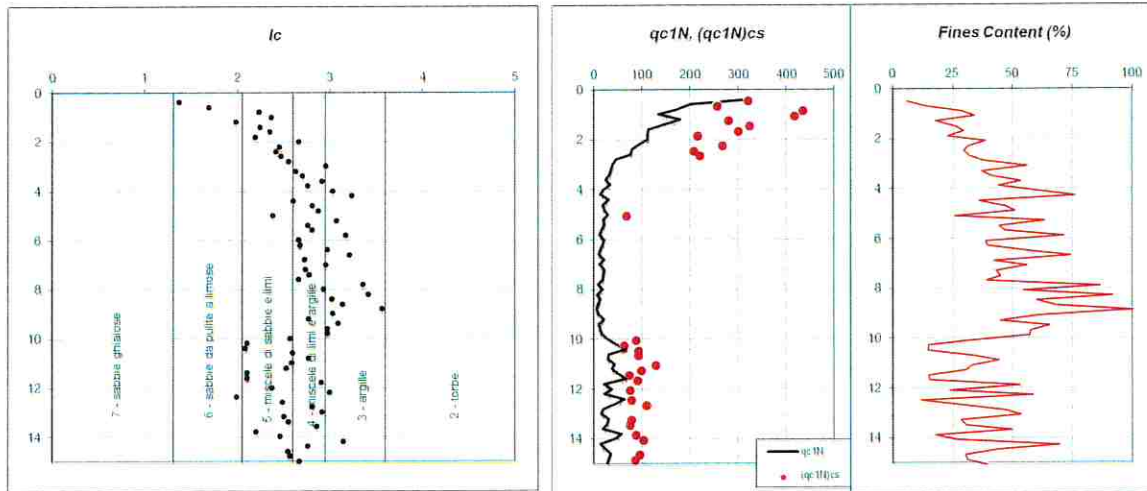 Ic
0 1 2 3 4 5
0
2
4
6
8
10
12
14
7 - sabbie ghiaiose
6 - sabbie da pulite a limose
5 - miscele di sabbie e limi
4 - miscele di limi e argille
3 - argille
2 - torbe
qc1N, (qc1N)cs
0 100 200 300 400 500
0
2
4
6
8
10
12
14
qc1N
(qc1N)cs
Fines Content (%)
0 25 50 75 100
0
2
4
6
8
10
12
14